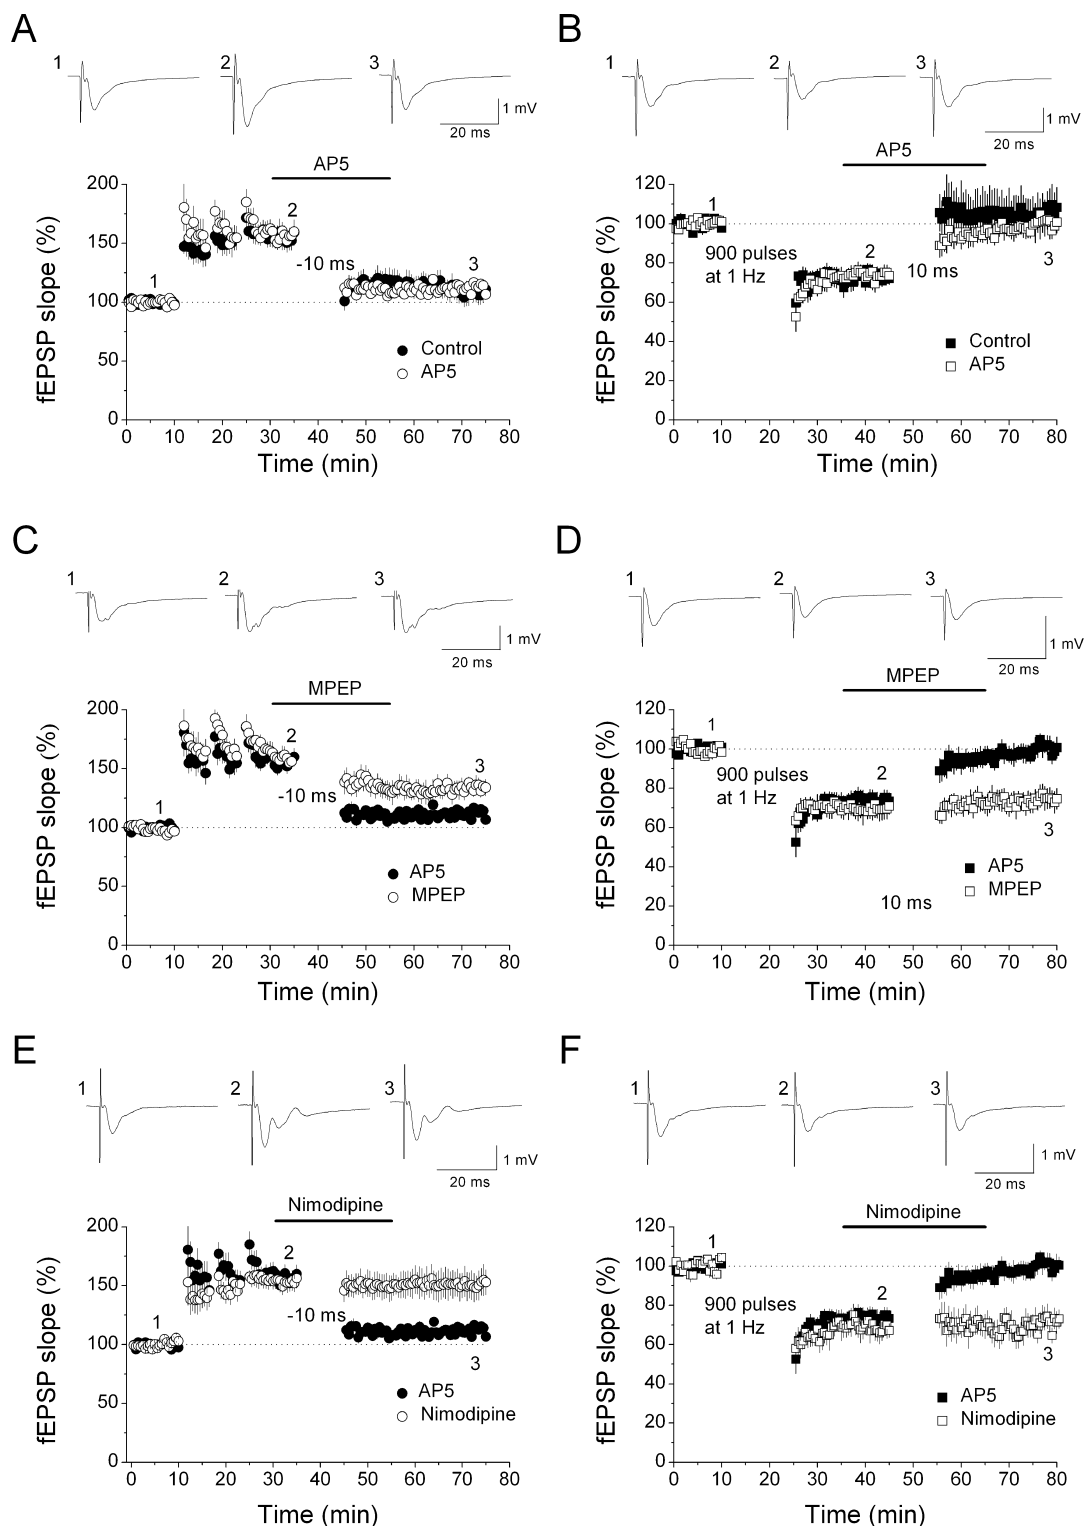 A
1
2
3
1 mV
20 ms
AP5
fEPSP slope (%)
200
150
100
50
0
1
2
-10 ms
3
Control
AP5
0 10 20 30 40 50 60 70 80
Time (min)
B
1
2
3
1 mV
20 ms
AP5
fEPSP slope (%)
120
100
80
60
40
20
0
1
900 pulses
at 1 Hz
2
10 ms
3
Control
AP5
0 10 20 30 40 50 60 70 80
Time (min)
C
1
2
3
1 mV
20 ms
MPEP
fEPSP slope (%)
200
150
100
50
0
1
2
-10 ms
3
AP5
MPEP
0 10 20 30 40 50 60 70 80
Time (min)
D
1
2
3
1 mV
20 ms
MPEP
fEPSP slope (%)
120
100
80
60
40
20
0
1
900 pulses
at 1 Hz
2
3
AP5
MPEP
10 ms
0 10 20 30 40 50 60 70 80
Time (min)
E
1
2
3
1 mV
20 ms
Nimodipine
fEPSP slope (%)
200
150
100
50
0
1
2
-10 ms
3
AP5
Nimodipine
0 10 20 30 40 50 60 70 80
Time (min)
F
1
2
3
1 mV
20 ms
Nimodipine
fEPSP slope (%)
120
100
80
60
40
20
0
1
900 pulses
at 1 Hz
2
3
AP5
Nimodipine
0 10 20 30 40 50 60 70 80
Time (min)